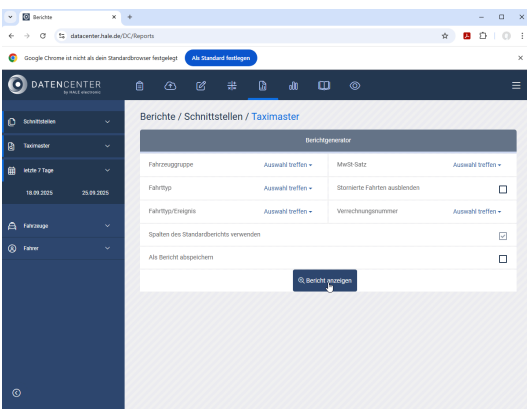 Berichte
datacenter.hale.de/DC/Reports
Google Chrome ist nicht als dein Standardbrowser festgelegt
Als Standard festlegen
DATENCENTER
by HALE electronic
Schnittstellen
Taximaster
letzte 7 Tage
18.09.2025 25.09.2025
Fahrzeuge
Fahrer
Berichte / Schnittstellen / Taximaster
Berichtgenerator
Fahrzeuggruppe Auswahl treffen MwSt-Satz Auswahl treffen
Fahrttyp Auswahl treffen Stornierte Fahrten ausblenden
Fahrttyp/Ereignis Auswahl treffen Verrechnungsnummer Auswahl treffen
Spalten des Standardberichts verwenden
Als Bericht abspeichern
Bericht anzeigen